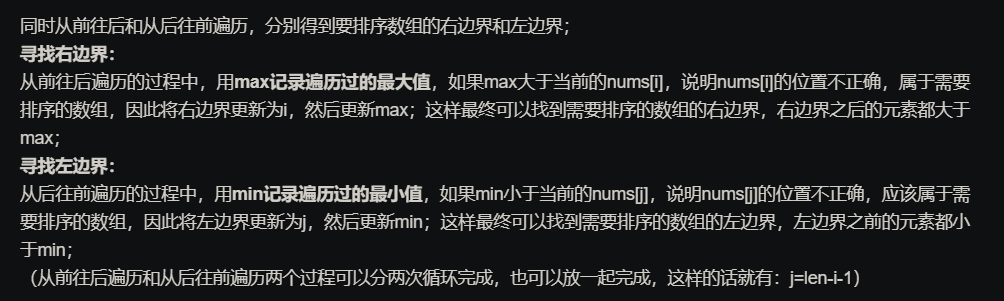 同时从前往后和从后往前遍历，分别得到要排序数组的右边界和左边界；
寻找右边界：
从前往后遍历的过程中，用max记录遍历过的最大值，如果max大于当前的nums[i]，说明nums[i]的位置不正确，属于需要
排序的数组，因此将右边界更新为i，然后更新max；这样最终可以找到需要排序的数组的右边界，右边界之后的元素都大于
max；
寻找左边界：
从后往前遍历的过程中，用min记录遍历过的最小值，如果min小于当前的nums[j]，说明nums[j]的位置不正确，应该属于需
要排序的数组，因此将左边界更新为j，然后更新min；这样最终可以找到需要排序的数组的左边界，左边界之前的元素都小
于min；
（从前往后遍历和从后往前遍历两个过程可以分两次循环完成，也可以放一起完成，这样的话就有：j=len-i-1）